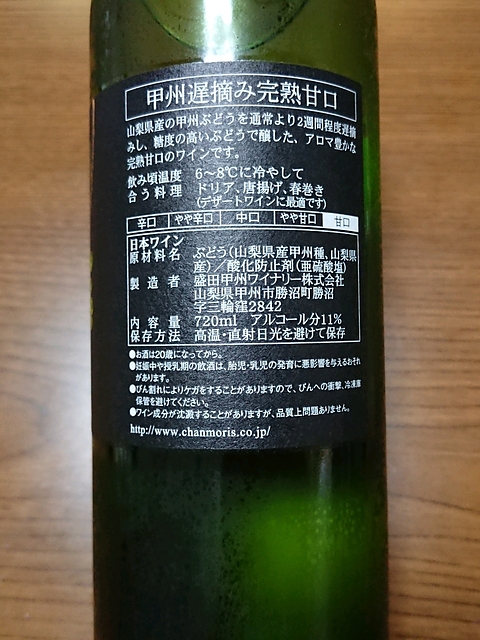 甲州遅摘み完熟甘口
山梨県産の甲州ぶどうを通常より2週間程度遅摘
みし、糖度の高いぶどうで醸した、アロマ豊かな
完熟甘口のワインです。
飲み頃温度 6〜8℃に冷やして
合う料理 ドリア、唐揚げ、春巻き
(デザートワインに最適です)
辛口 やや辛口 中口 やや甘口 甘口
日本ワイン
原材料名 ぶどう(山梨県産甲州種、山梨県
産)/酸化防止剤(亜硫酸塩)
製造者 盛田甲州ワイナリー株式会社
山梨県甲州市勝沼町勝沼
字三輪窪2842
内容量 720ml アルコール分11%
保存方法 高温・直射日光を避けて保存
●お酒は20歳になってから。
●妊娠中や授乳期の飲酒は、胎児・乳児の発育に悪影響を与えるおそれ
があります。
●びん割れによりケガをすることがありますので、びんへの衝撃、冷凍庫
保管を避けてください。
●ワイン成分が沈澱することがありますが、品質上問題ありません。
http://www.chanmoris.co.jp/